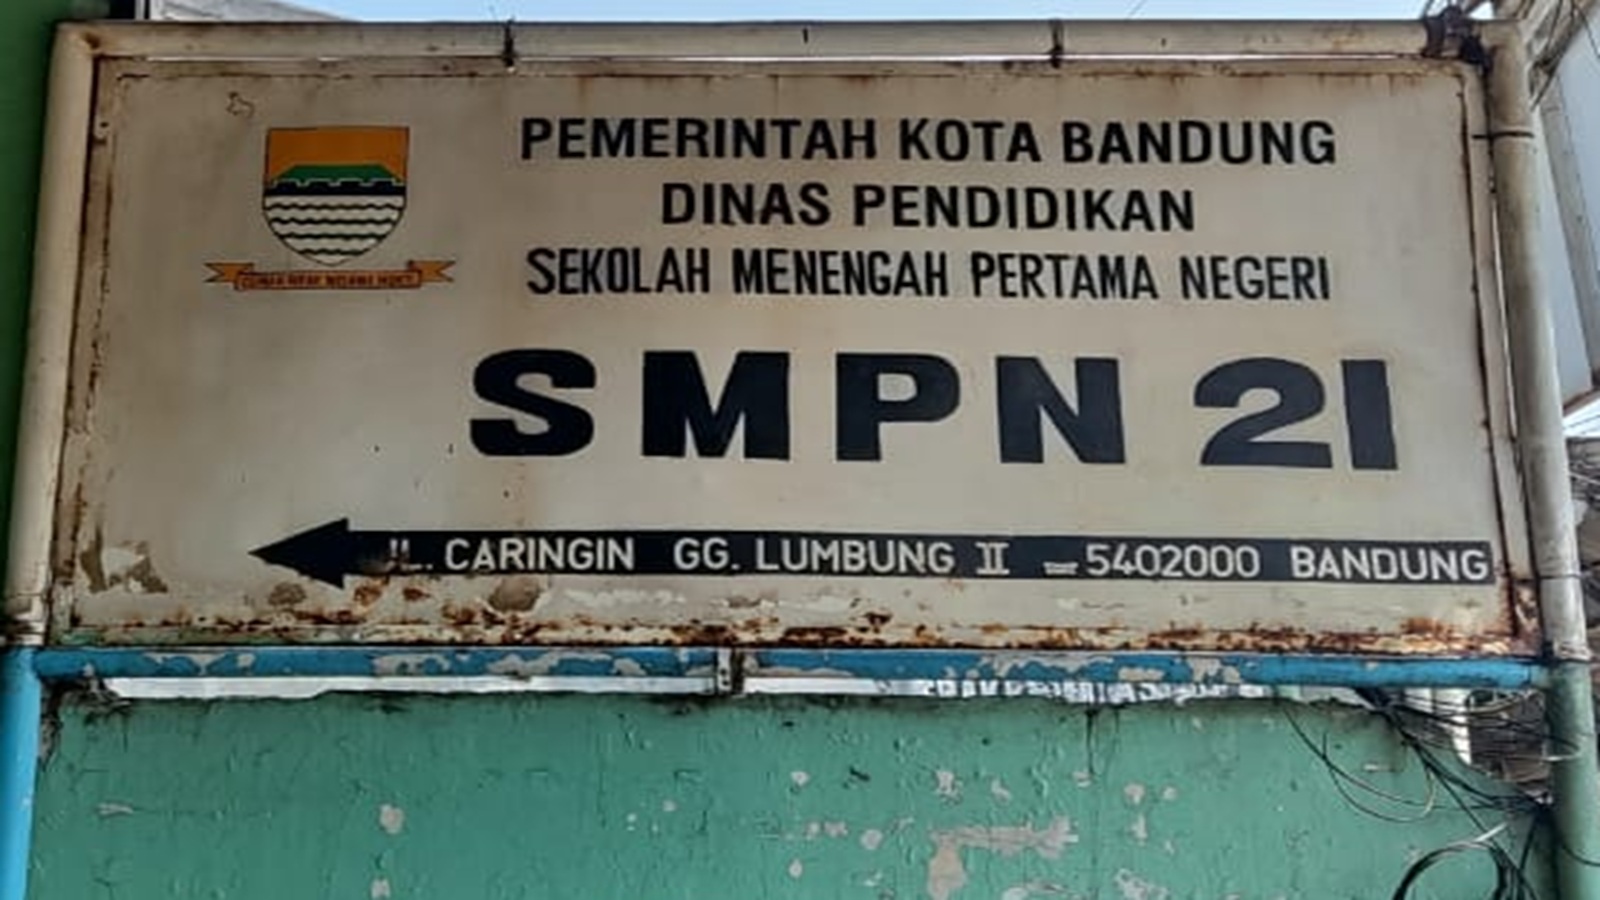 PEMERINTAH KOTA BANDUNG
DINAS PENDIDIKAN
SEKOLAH MENENGAH PERTAMA NEGERI
SMPN 21
JL. CARINGIN GG. LUMBUNG II 5402000 BANDUNG